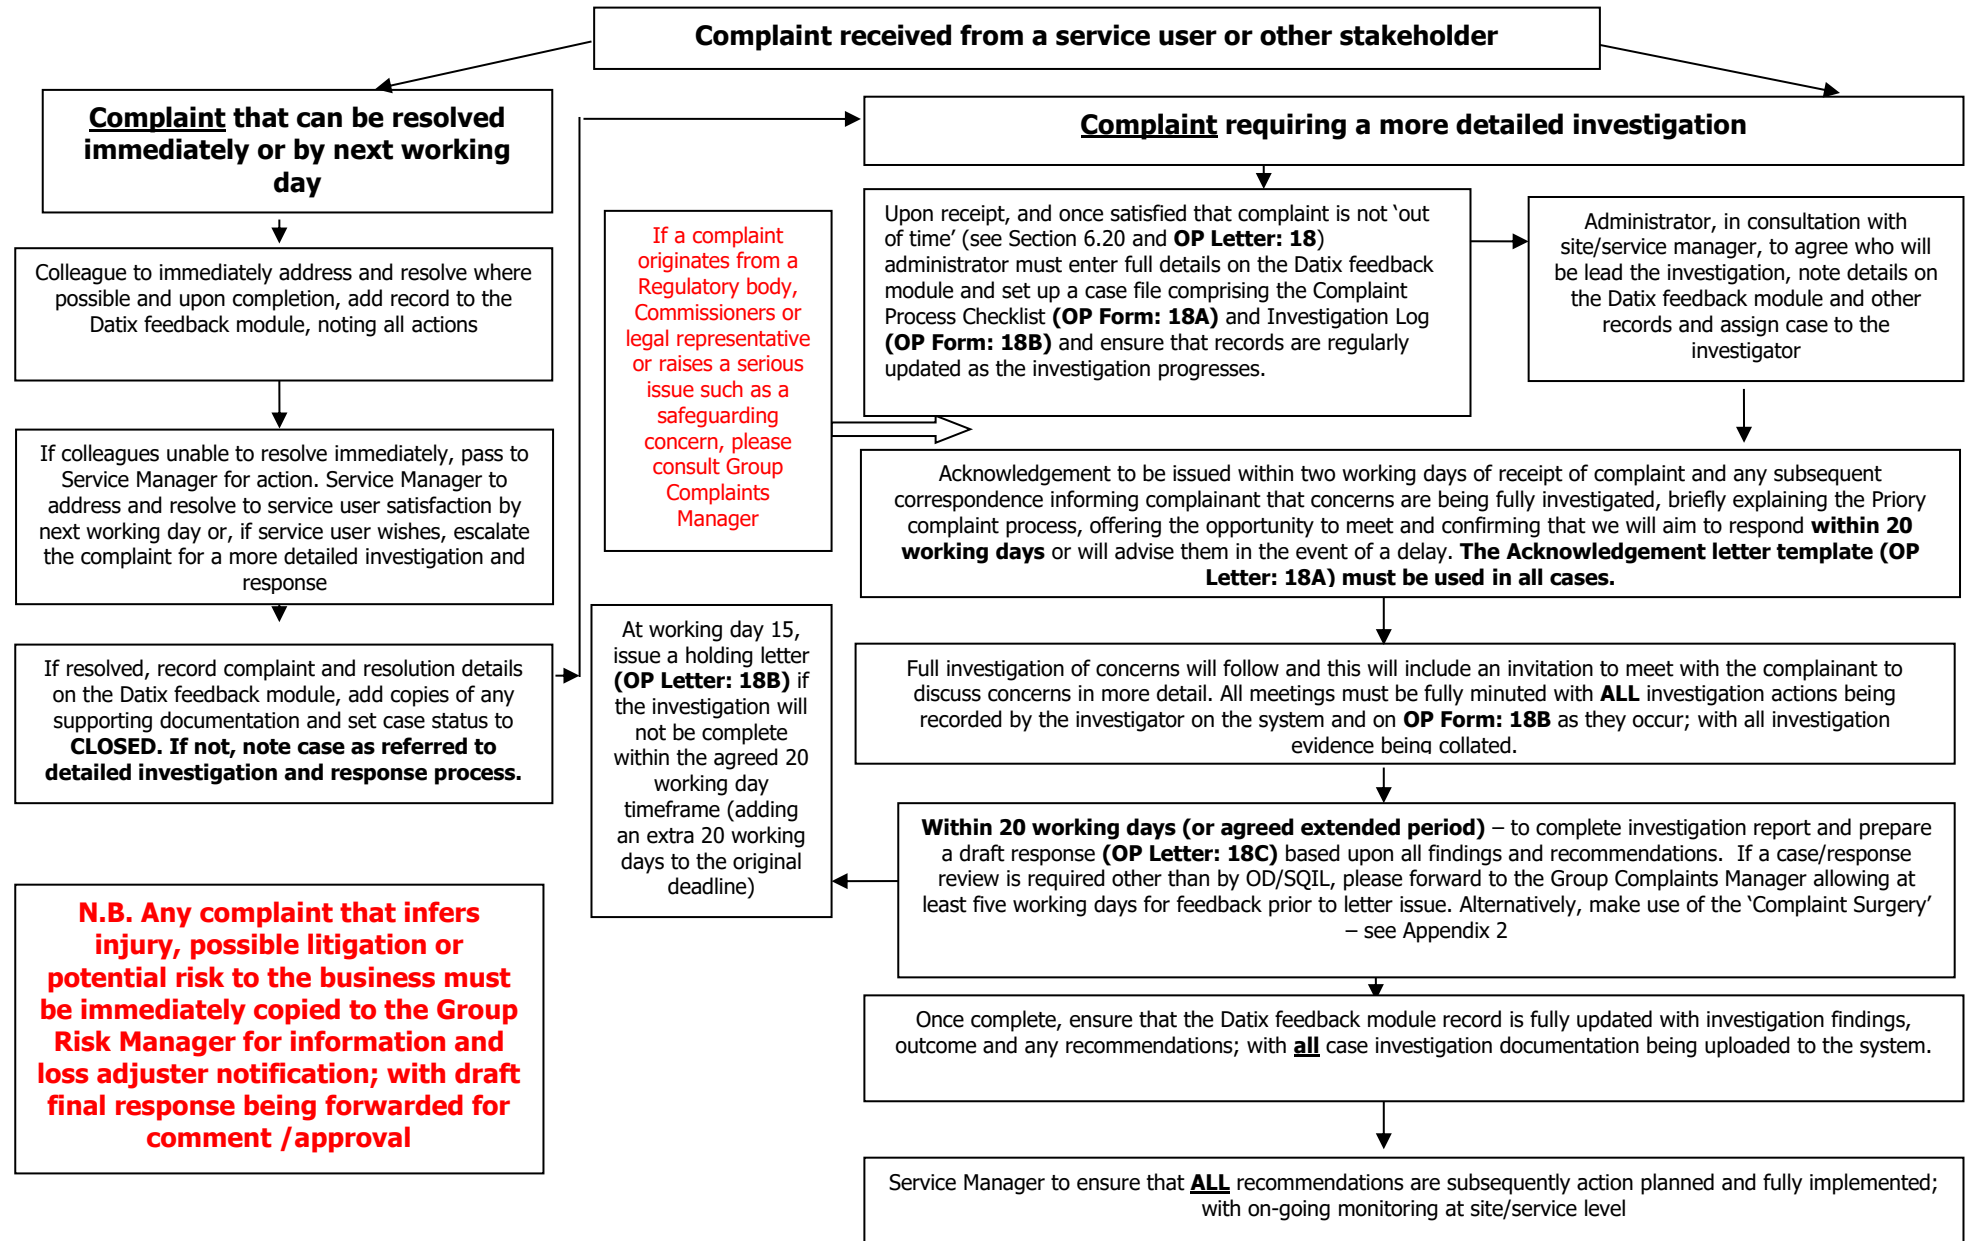 Complaint received from a service user or other stakeholder
Complaint that can be resolved
immediately or by next working
day
Colleague to immediately address and resolve where
possible and upon completion, add record to the
Datix feedback module, noting all actions
If colleagues unable to resolve immediately, pass to
Service Manager for action. Service Manager to
address and resolve to service user satisfaction by
next working day or, if service user wishes, escalate
the complaint for a more detailed investigation and
response
If resolved, record complaint and resolution details
on the Datix feedback module, add copies of any
supporting documentation and set case status to
CLOSED. If not, note case as referred to
detailed investigation and response process.
N.B. Any complaint that infers
injury, possible litigation or
potential risk to the business must
be immediately copied to the Group
Risk Manager for information and
loss adjuster notification; with draft
final response being forwarded for
comment /approval
If a complaint
originates from a
Regulatory body,
Commissioners or
legal representative
or raises a serious
issue such as a
safeguarding
concern, please
consult Group
Complaints
Manager
At working day 15,
issue a holding letter
(OP Letter: 18B) if
the investigation will
not be complete
within the agreed 20
working day
timeframe (adding
an extra 20 working
days to the original
deadline)
Complaint requiring a more detailed investigation
Upon receipt, and once satisfied that complaint is not ‘out
of time’ (see Section 6.20 and OP Letter: 18)
administrator must enter full details on the Datix feedback
module and set up a case file comprising the Complaint
Process Checklist (OP Form: 18A) and Investigation Log
(OP Form: 18B) and ensure that records are regularly
updated as the investigation progresses.
Administrator, in consultation with
site/service manager, to agree who will
be lead the investigation, note details on
the Datix feedback module and other
records and assign case to the
investigator
Acknowledgement to be issued within two working days of receipt of complaint and any subsequent
correspondence informing complainant that concerns are being fully investigated, briefly explaining the Priory
complaint process, offering the opportunity to meet and confirming that we will aim to respond within 20
working days or will advise them in the event of a delay. The Acknowledgement letter template (OP
Letter: 18A) must be used in all cases.
Full investigation of concerns will follow and this will include an invitation to meet with the complainant to
discuss concerns in more detail. All meetings must be fully minuted with ALL investigation actions being
recorded by the investigator on the system and on OP Form: 18B as they occur; with all investigation
evidence being collated.
Within 20 working days (or agreed extended period) – to complete investigation report and prepare
a draft response (OP Letter: 18C) based upon all findings and recommendations. If a case/response
review is required other than by OD/SQIL, please forward to the Group Complaints Manager allowing at
least five working days for feedback prior to letter issue. Alternatively, make use of the ‘Complaint Surgery’
– see Appendix 2
Once complete, ensure that the Datix feedback module record is fully updated with investigation findings,
outcome and any recommendations; with all case investigation documentation being uploaded to the system.
Service Manager to ensure that ALL recommendations are subsequently action planned and fully implemented;
with on-going monitoring at site/service level